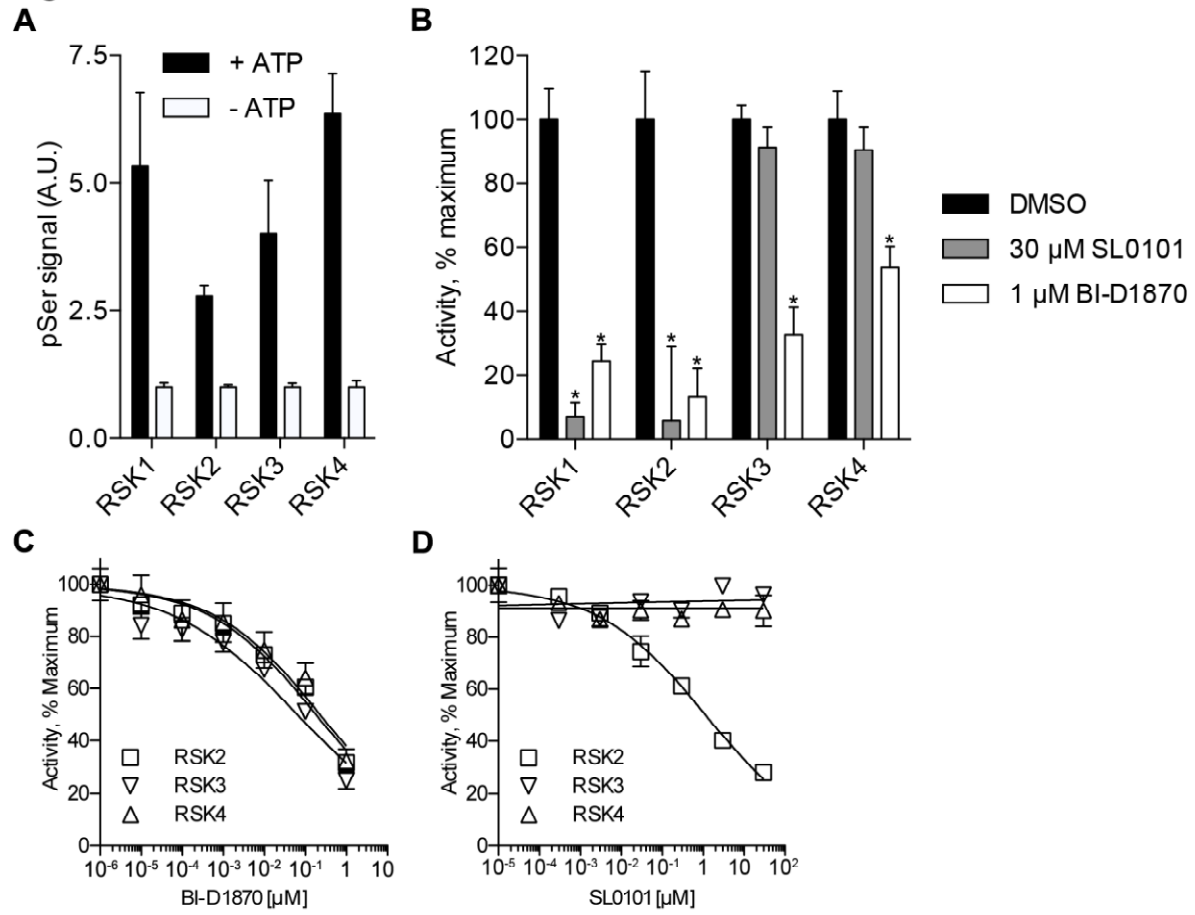 A
7.5
5.0
2.5
0.0
pSer signal (A.U.)
+ ATP
- ATP
RSK1
RSK2
RSK3
RSK4
B
120
100
80
60
40
20
0
Activity, % maximum
* * * * * *
RSK1
RSK2
RSK3
RSK4
DMSO
30 µM SL0101
1 µM BI-D1870
C
100
80
60
40
20
0
Activity, % Maximum
RSK2
RSK3
RSK4
10⁻⁶ 10⁻⁵ 10⁻⁴ 10⁻³ 10⁻² 10⁻¹ 1 10
BI-D1870 [µM]
D
100
80
60
40
20
0
Activity, % Maximum
RSK2
RSK3
RSK4
10⁻⁵ 10⁻⁴ 10⁻³ 10⁻² 10⁻¹ 1 10 10²
SL0101 [µM]